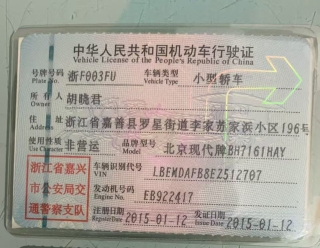 中华人民共和国机动车行驶证
Vehicle License of the People's Republic of China
号牌号码 浙F003FU 车辆类型 小型轿车
Plate No. Vehicle Type
所有人 胡晓君
Owner
住址 浙江省嘉善县罗星街道李家苏家浜小区196号
Address
使用性质 非营运 品牌型号 北京现代牌BH7161HAY
Use Character Model
浙江省嘉兴市公安局交通警察支队
车辆识别代号 LBEMDAFB8EZ512707
VIN
发动机号码 EB922417
Engine No.
注册日期 2015-01-12 发证日期 2015-01-12
Register Date Issue Date